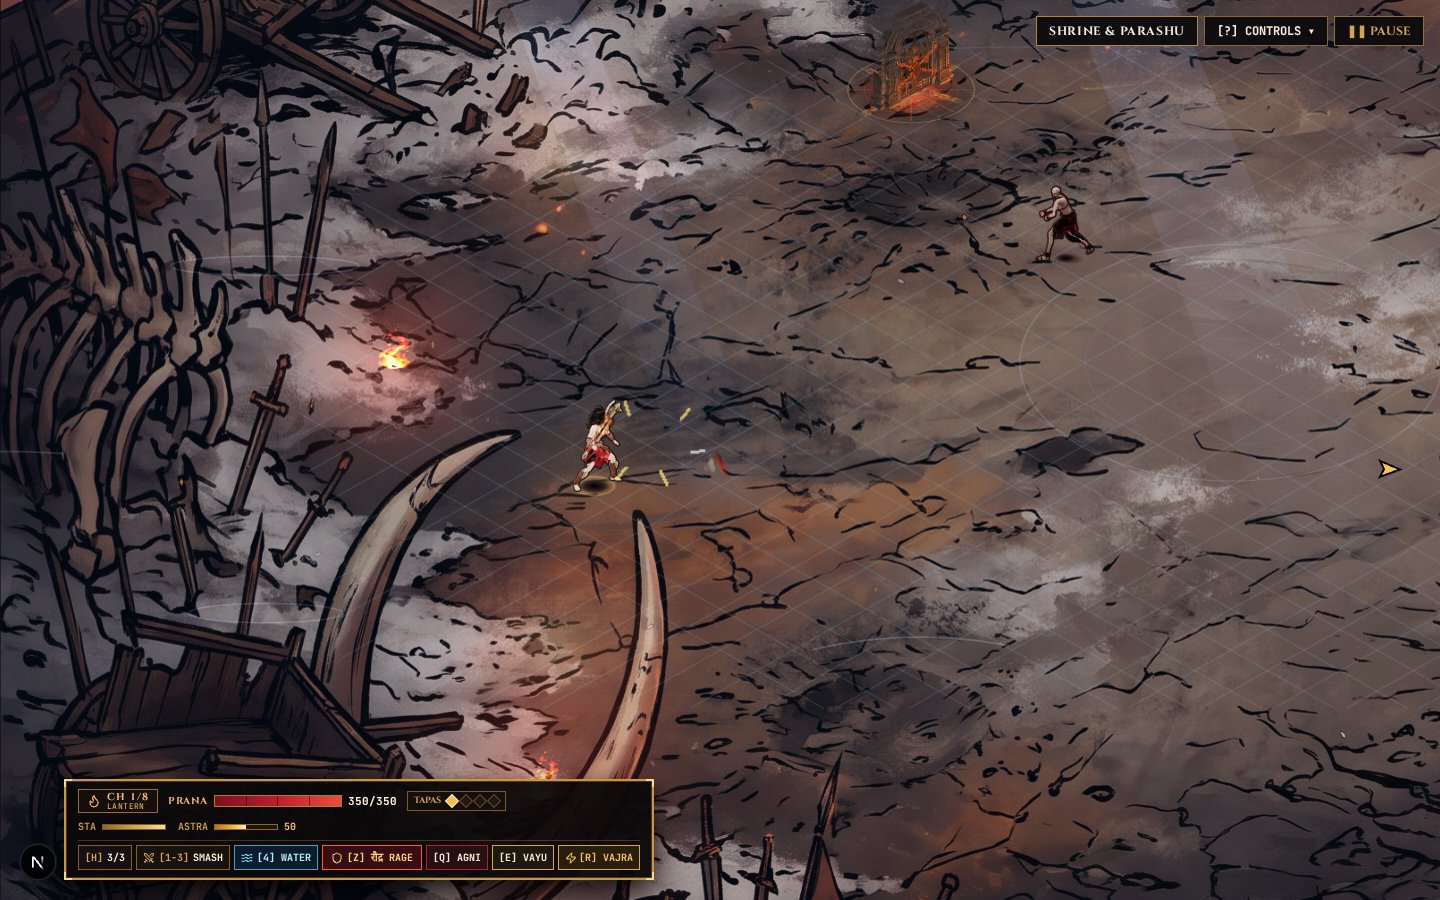 SHRINE & PARASHU
[?] CONTROLS ▾
PAUSE
CH 1/8
LANTERN
PRANA
350/350
TAPAS
STA
ASTRA
50
[H] 3/3
[1-3] SMASH
[4] WATER
[Z] रौद्र RAGE
[Q] AGNI
[E] VAYU
[R] VAJRA
N